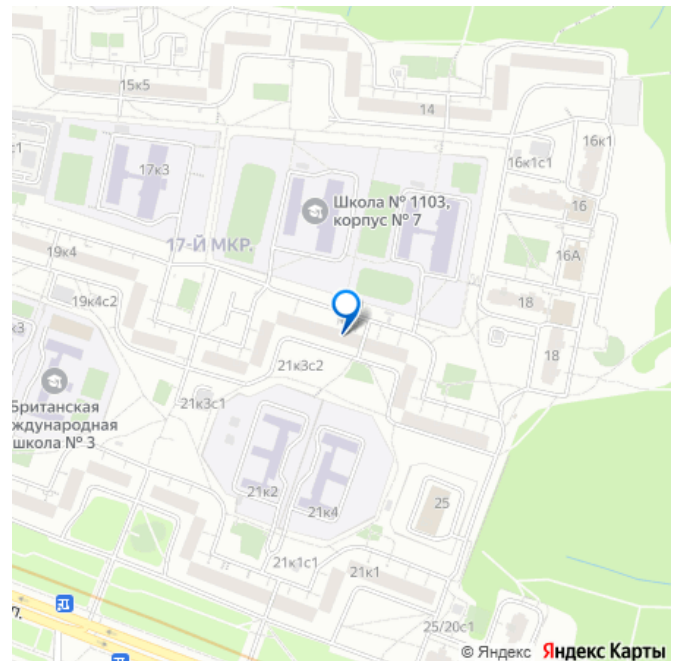 15к5
14
16к1
16к1с1
с1
17к3
Школа № 1103,
корпус № 7
16
17-Й МКР.
16А
19к4
19к4с2
18
18
к3
21к3с2
21к3с1
Британская
ждународная
школа № 3
21к2
21к4
25
21к1с1
21к1
л.
25/20с1
© Яндекс Яндекс Карты